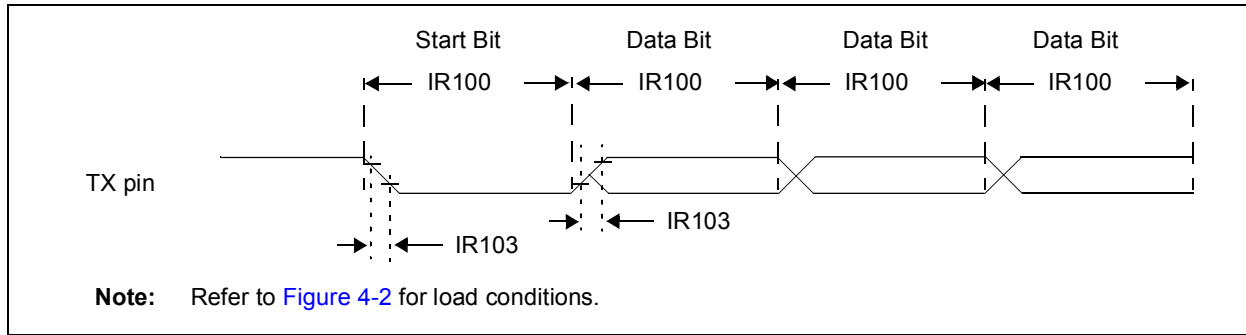 Start Bit Data Bit Data Bit Data Bit
IR100 IR100 IR100 IR100
TX pin
IR103
IR103
Note: Refer to Figure 4-2 for load conditions.